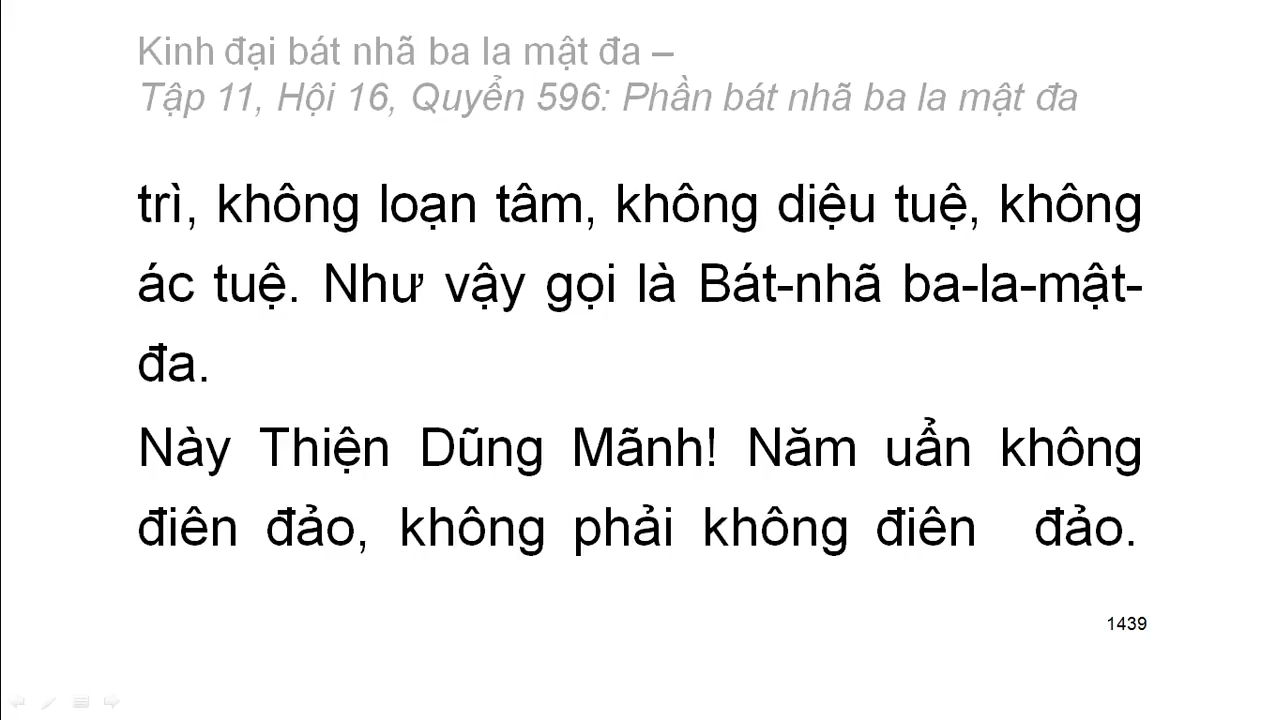 Kinh đại bát nhã ba la mật đa –
Tập 11, Hội 16, Quyển 596: Phần bát nhã ba la mật đa
trì, không loạn tâm, không diệu tuệ, không
ác tuệ. Như vậy gọi là Bát-nhã ba-la-mật-
đa.
Này Thiện Dũng Mãnh! Năm uẩn không
điên đảo, không phải không điên đảo.
1439